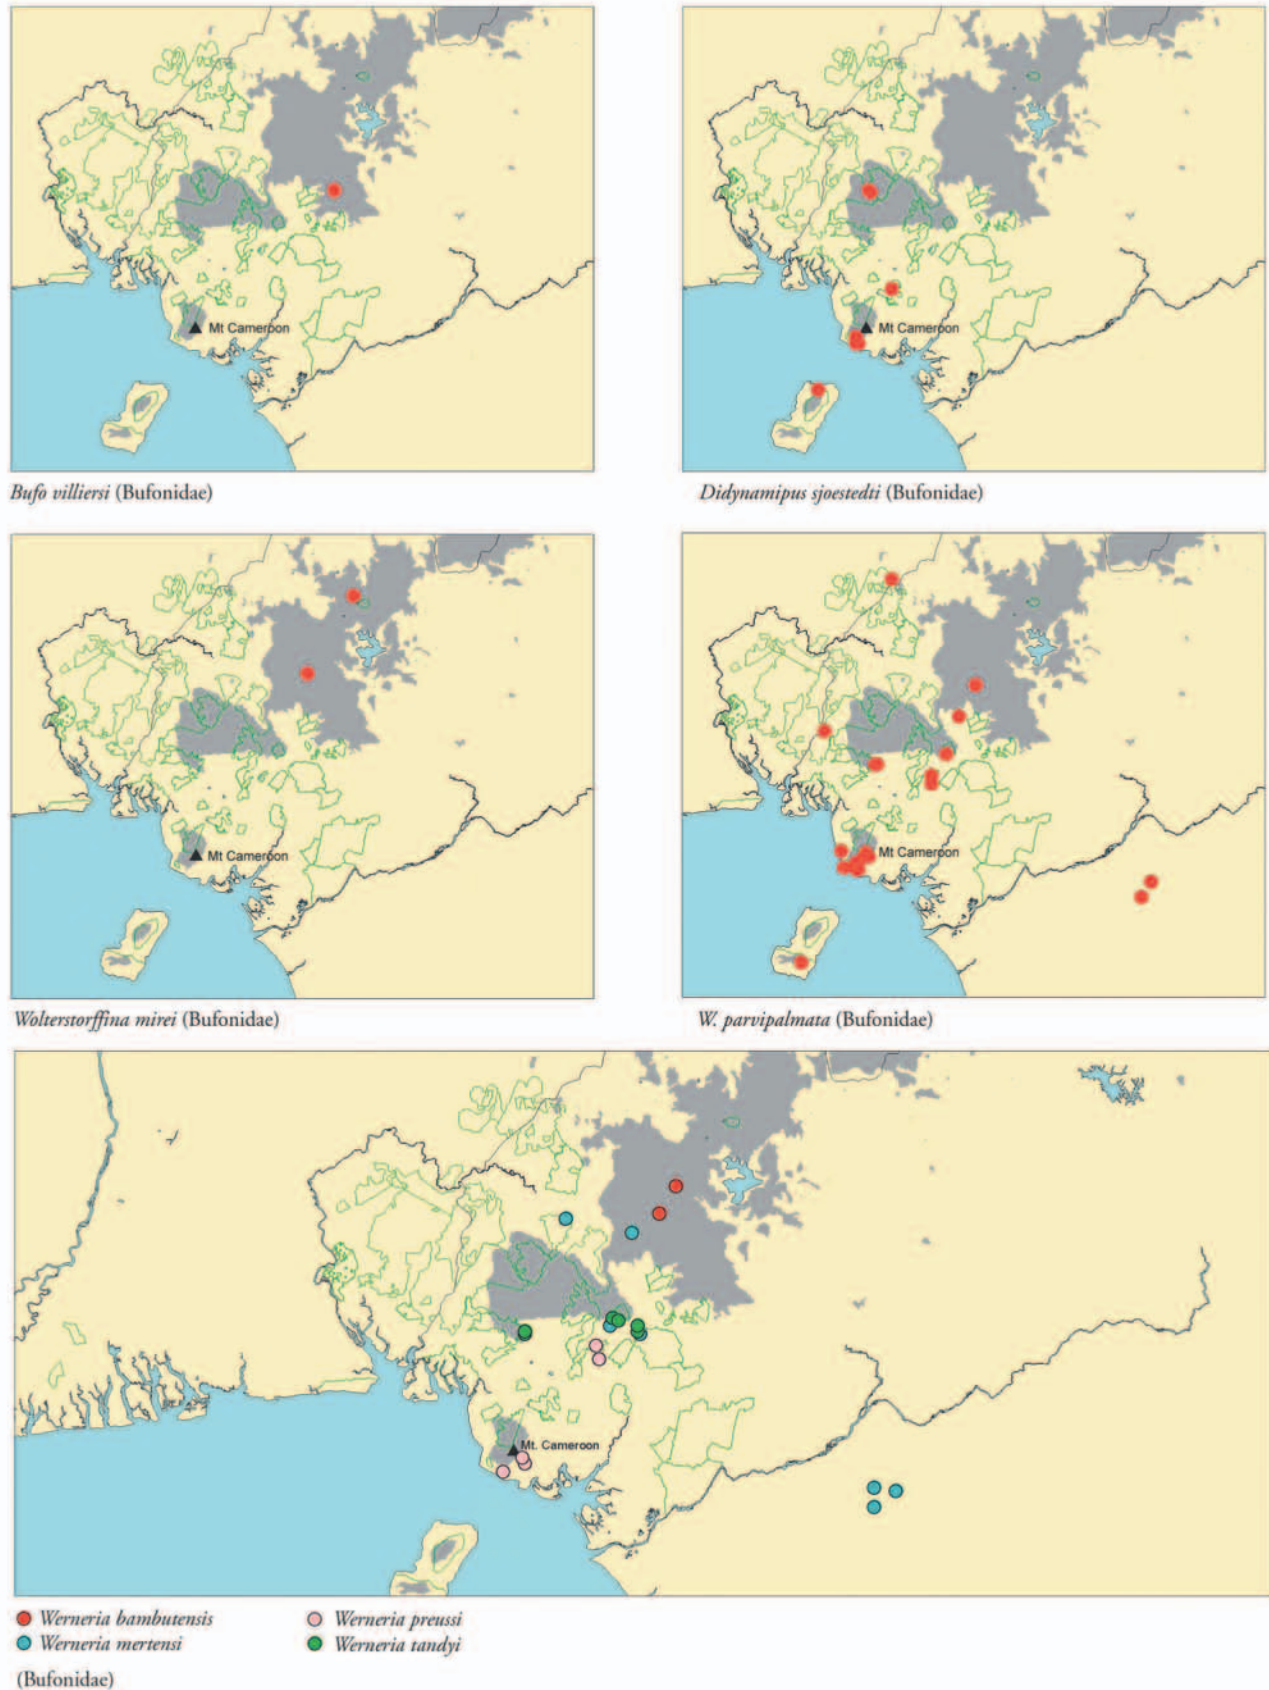 Mt Cameroon
Bufo villiersi (Bufonidae)
Mt Cameroon
Didynamipus sjoestedti (Bufonidae)
Mt Cameroon
Wolterstorffina mirei (Bufonidae)
Mt Cameroon
W. parvipalmata (Bufonidae)
Mt. Cameroon
Werneria bambutensis
Werneria mertensi
Werneria preussi
Werneria tandyi
(Bufonidae)